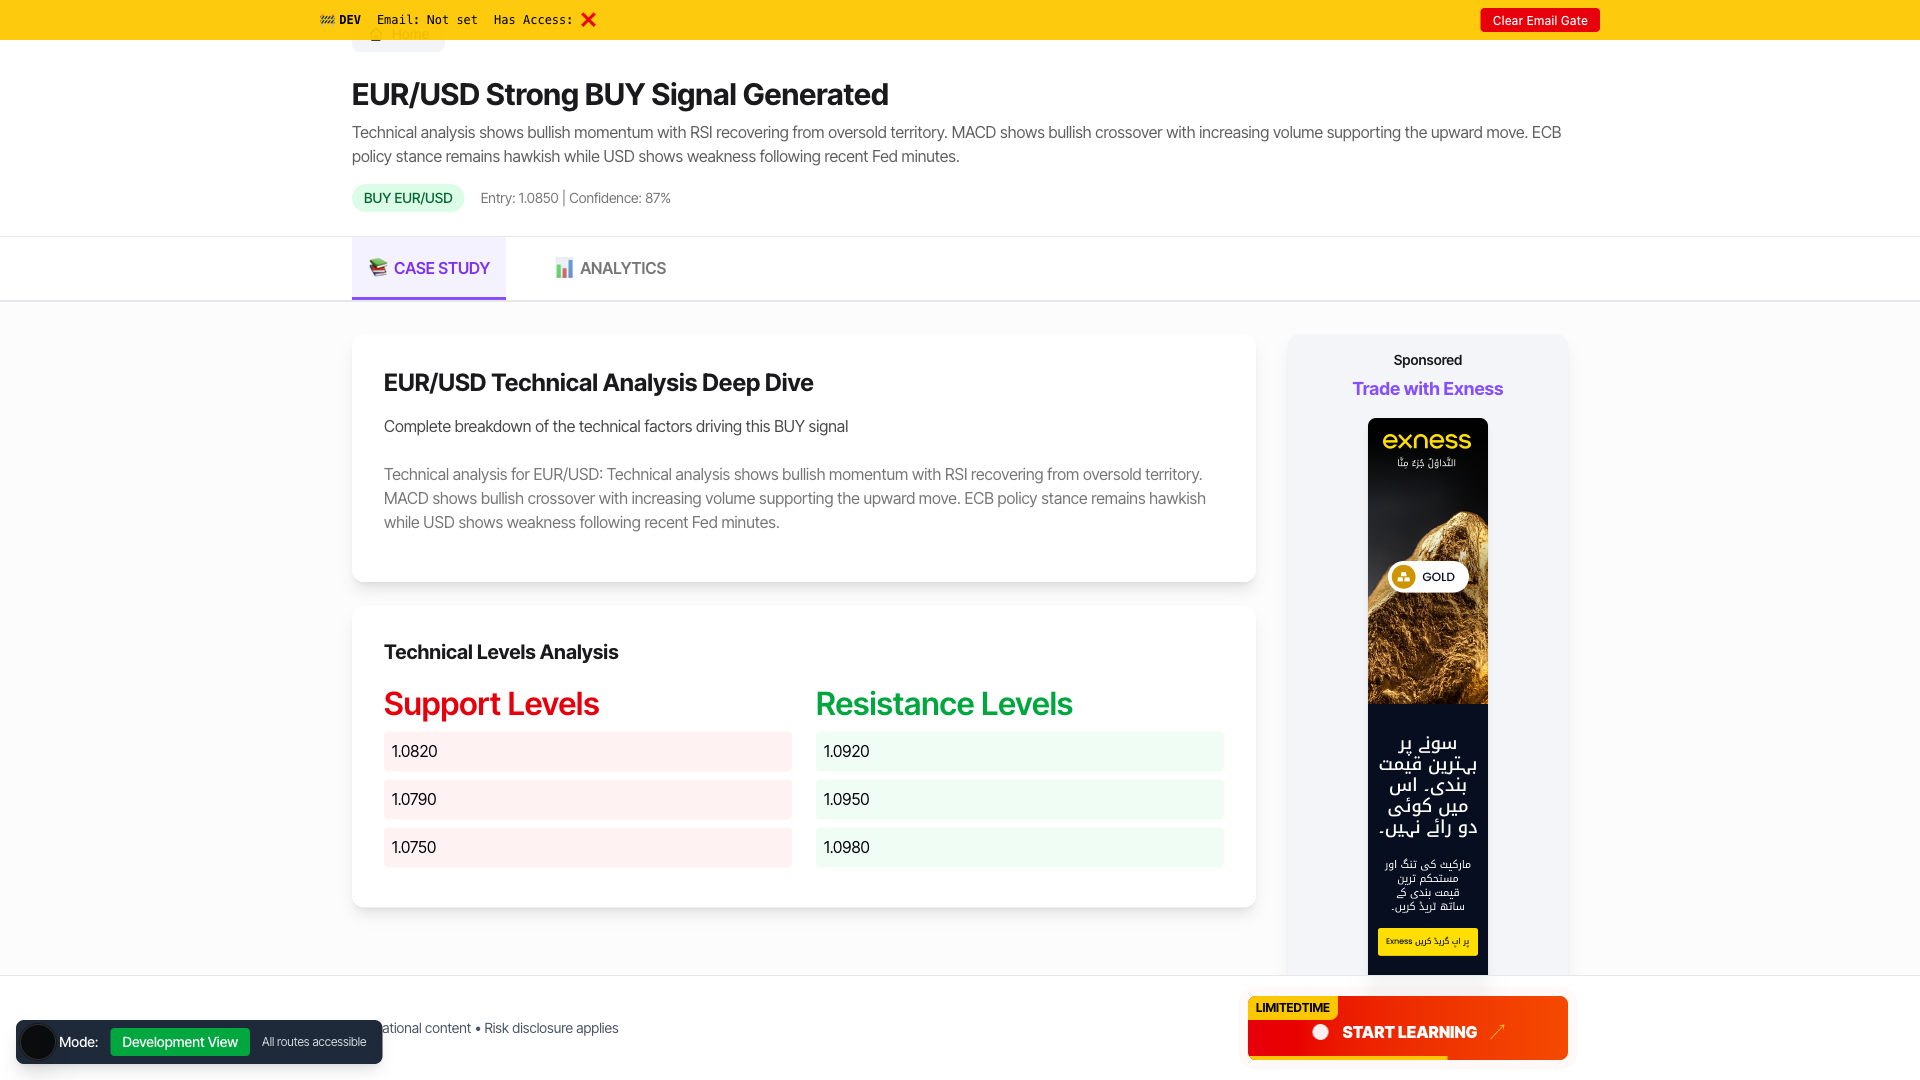 DEV Email: Not set Has Access: ❌
Clear Email Gate
Home
EUR/USD Strong BUY Signal Generated
Technical analysis shows bullish momentum with RSI recovering from oversold territory. MACD shows bullish crossover with increasing volume supporting the upward move. ECB
policy stance remains hawkish while USD shows weakness following recent Fed minutes.
BUY EUR/USD
Entry: 1.0850 | Confidence: 87%
CASE STUDY
ANALYTICS
EUR/USD Technical Analysis Deep Dive
Complete breakdown of the technical factors driving this BUY signal
Technical analysis for EUR/USD: Technical analysis shows bullish momentum with RSI recovering from oversold territory.
MACD shows bullish crossover with increasing volume supporting the upward move. ECB policy stance remains hawkish
while USD shows weakness following recent Fed minutes.
Technical Levels Analysis
Support Levels
1.0820
1.0790
1.0750
Resistance Levels
1.0920
1.0950
1.0980
Sponsored
Trade with Exness
exness
التَّداوُلُ جُزءٌ مِنَّا
GOLD
سونے پر
بہترین قیمت
بندی۔ اس
میں کوئی
دو رائے نہیں۔
مارکیٹ کی تنگ اور
مستحکم ترین
قیمت بندی کے
ساتھ ٹریڈ کریں۔
Exness پر اپ گریڈ کریں
ational content • Risk disclosure applies
Mode:
Development View
All routes accessible
LIMITEDTIME
START LEARNING